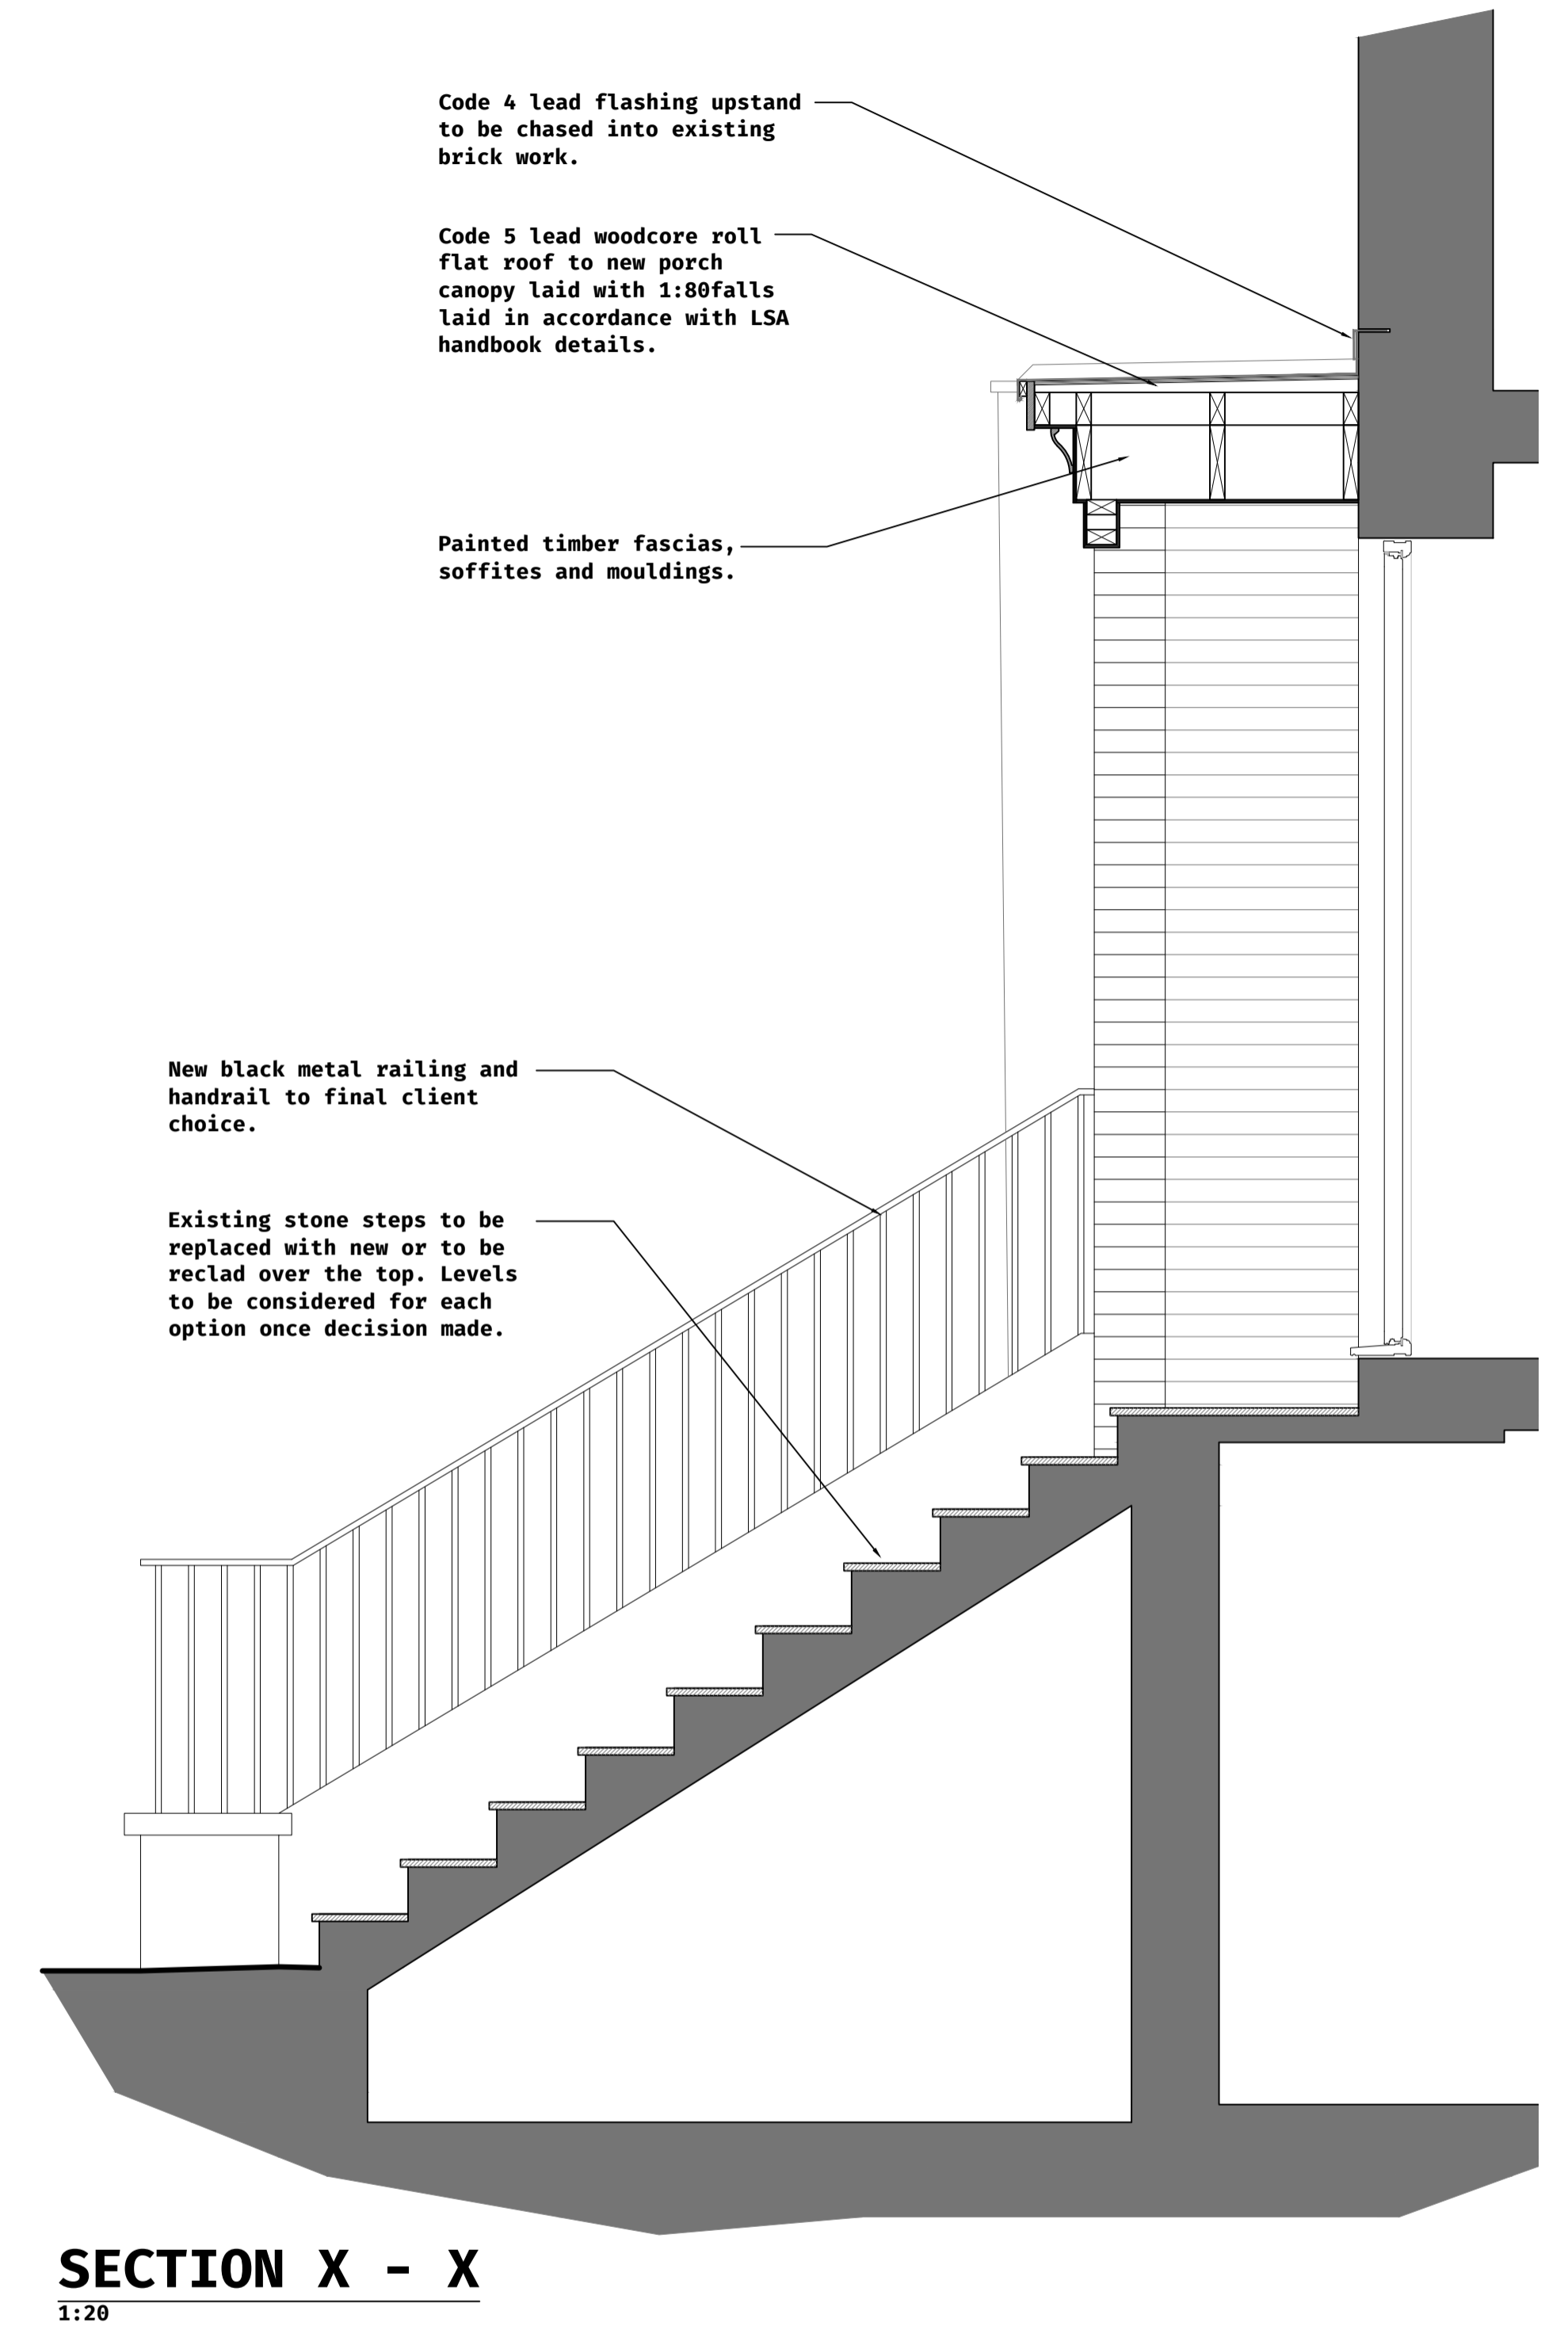 Code 4 lead flashing upstand
to be chased into existing
brick work.
Code 5 lead woodcore roll
flat roof to new porch
canopy laid with 1:80falls
laid in accordance with LSA
handbook details.
Painted timber fascias,
soffites and mouldings.
New black metal railing and
handrail to final client
choice.
Existing stone steps to be
replaced with new or to be
reclad over the top. Levels
to be considered for each
option once decision made.
SECTION X - X
1:20